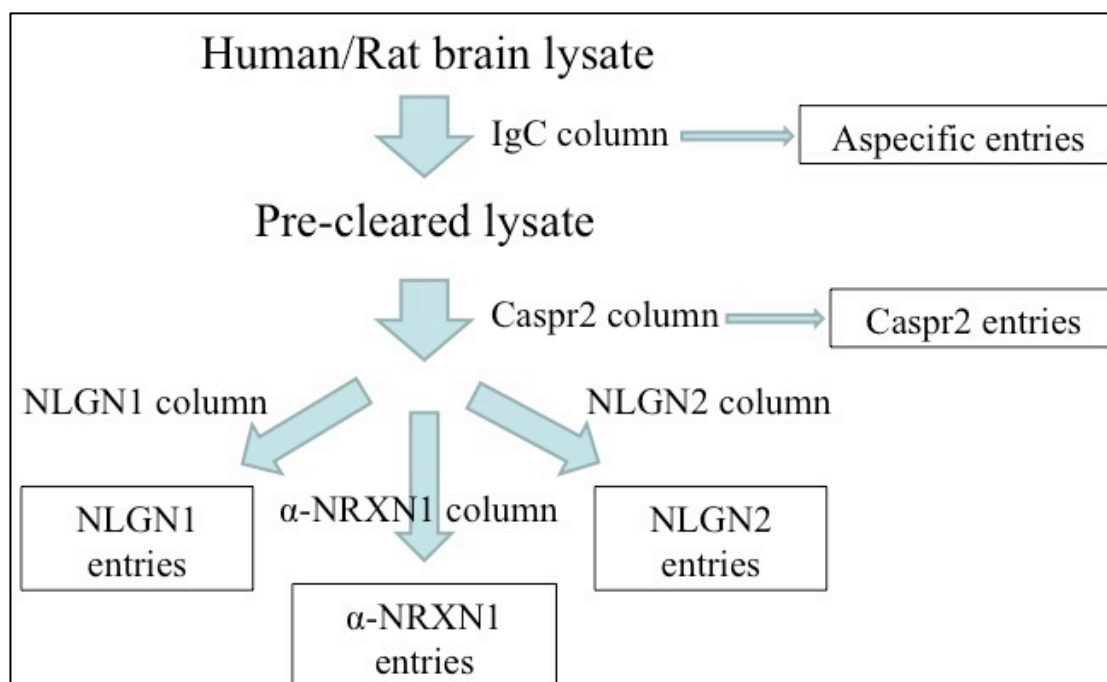 Human/Rat brain lysate
IgC column
Aspecific entries
Pre-cleared lysate
Caspr2 column
Caspr2 entries
NLGN1 column
NLGN2 column
α-NRXN1 column
NLGN1
entries
NLGN2
entries
α-NRXN1
entries